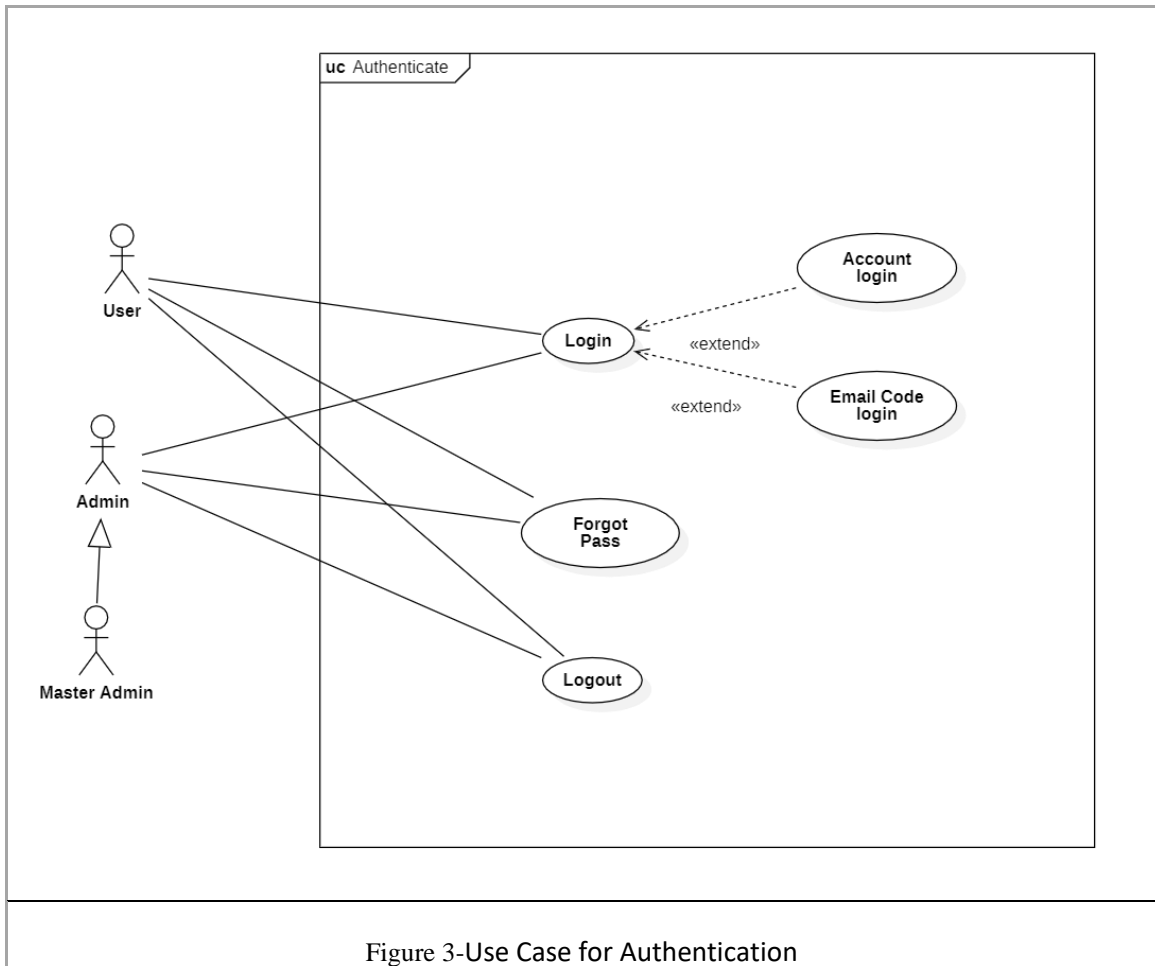 uc Authenticate
User
Account
login
Login
«extend»
Email Code
login
«extend»
Admin
Forgot
Pass
Master Admin
Logout
Figure 3-Use Case for Authentication